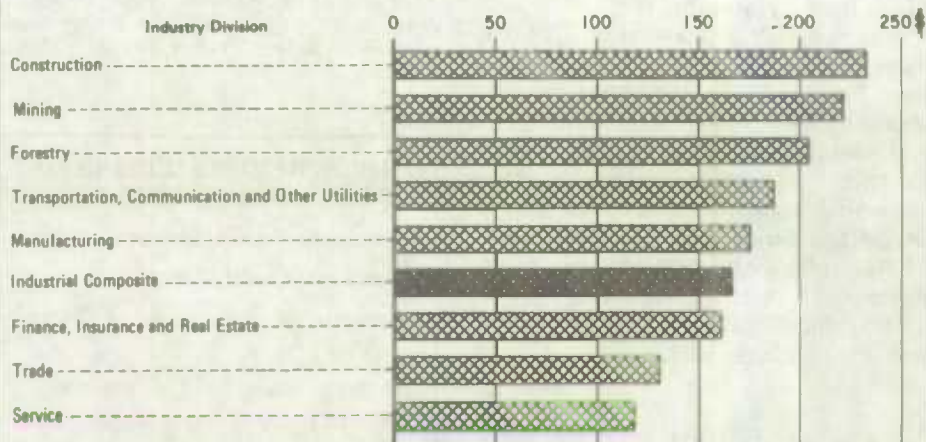 Industry Division 0 50 100 150 200 250$
Construction
Mining
Forestry
Transportation, Communication and Other Utilities
Manufacturing
Industrial Composite
Finance, Insurance and Real Estate
Trade
Service